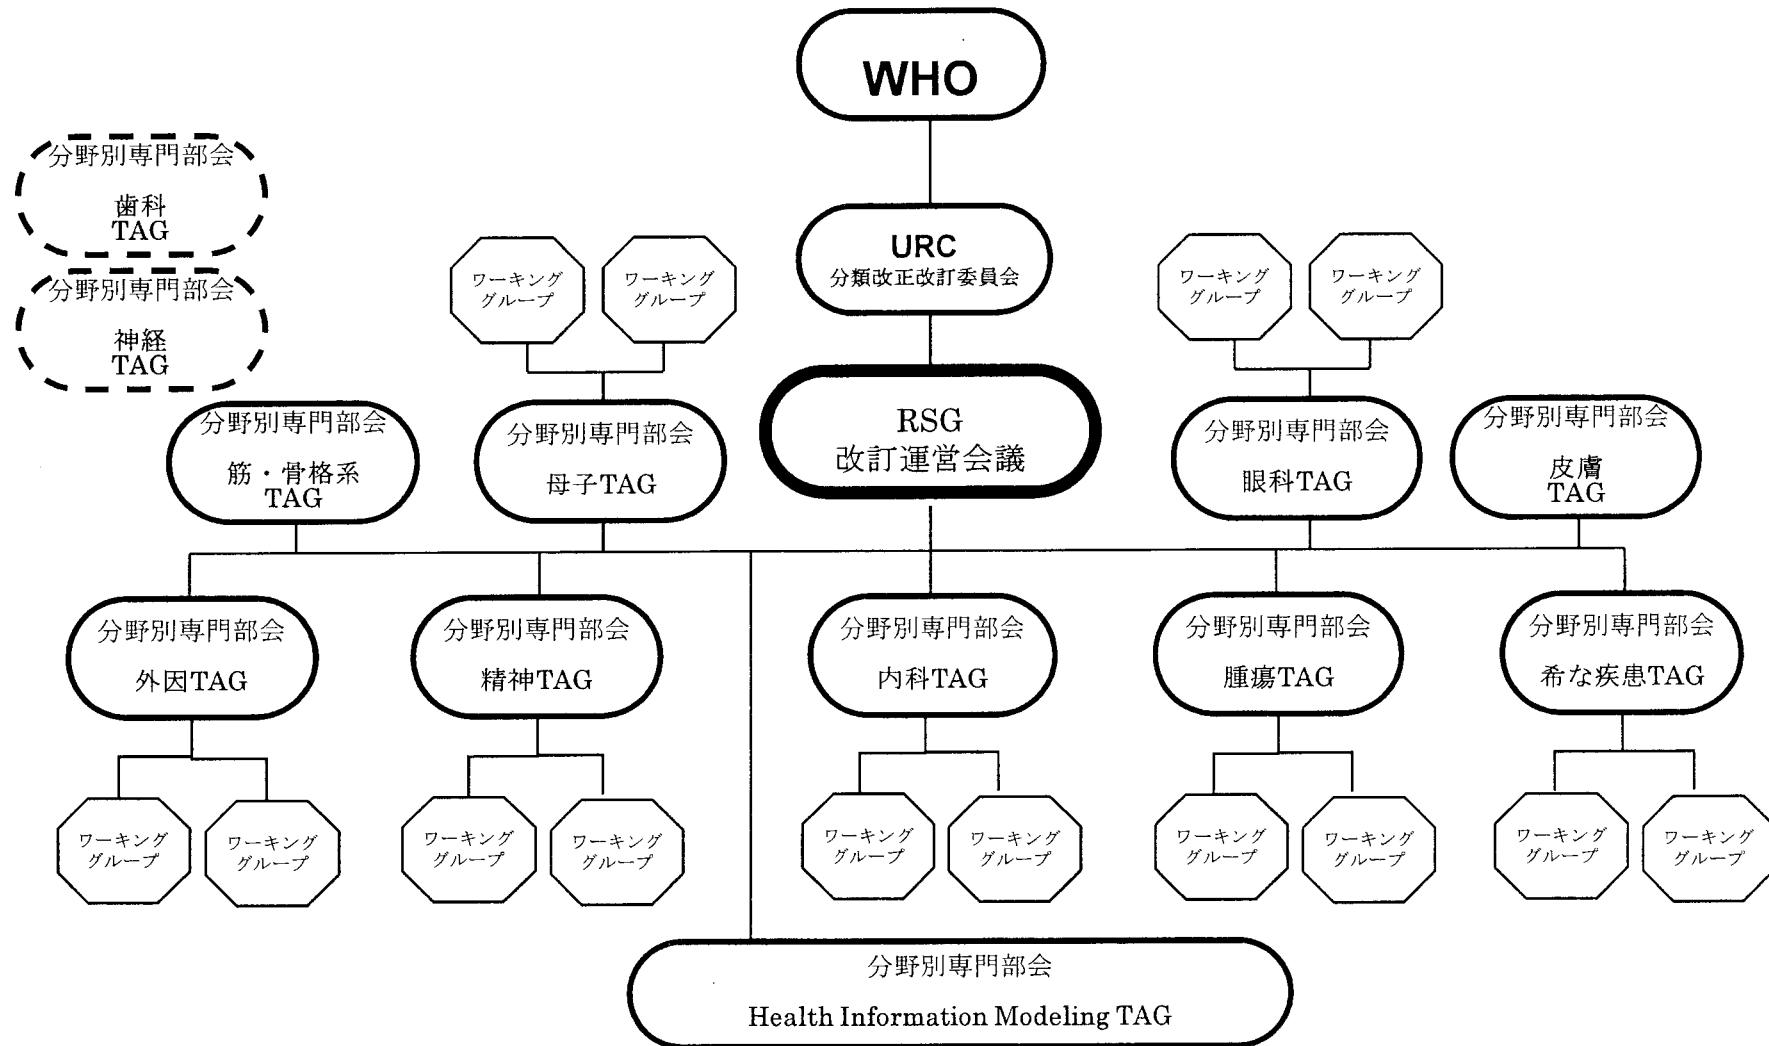 WHO
分野別専門部会
歯科
TAG
URC
分類改正改訂委員会
ワーキング
グループ
ワーキング
グループ
ワーキング
グループ
ワーキング
グループ
分野別専門部会
神経
TAG
分野別専門部会
筋・骨格系
TAG
分野別専門部会
母子TAG
RSG
改訂運営会議
分野別専門部会
眼科TAG
分野別専門部会
皮膚
TAG
分野別専門部会
外因TAG
分野別専門部会
精神TAG
分野別専門部会
内科TAG
分野別専門部会
腫瘍TAG
分野別専門部会
希な疾患TAG
ワーキング
グループ
ワーキング
グループ
ワーキング
グループ
ワーキング
グループ
ワーキング
グループ
ワーキング
グループ
ワーキング
グループ
ワーキング
グループ
ワーキング
グループ
ワーキング
グループ
分野別専門部会
Health Information Modeling TAG